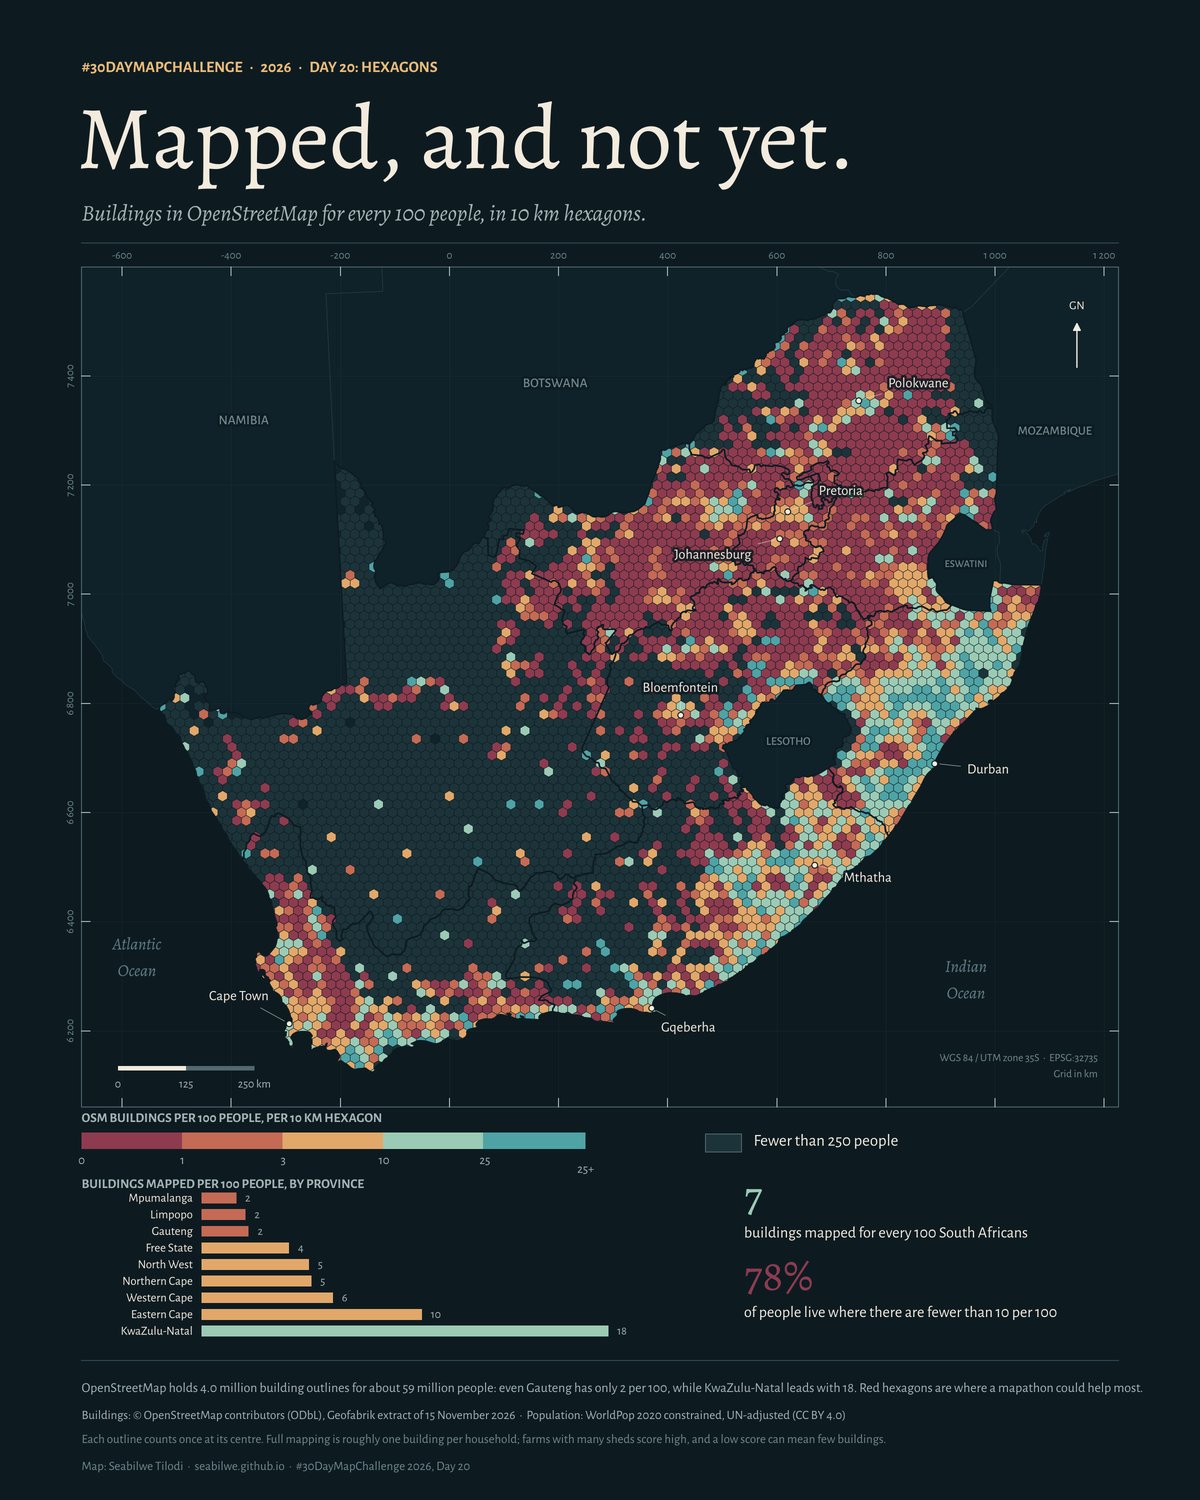 #30DAYMAPCHALLENGE · 2026 · DAY 20: HEXAGONS
Mapped, and not yet.
Buildings in OpenStreetMap for every 100 people, in 10 km hexagons.
-600 -400 -200 0 200 400 600 800 1 000 1 200
GN
7 400
Polokwane
BOTSWANA
NAMIBIA
MOZAMBIQUE
7 200
Pretoria
Johannesburg
ESWATINI
7 000
Bloemfontein
6 800
LESOTHO
Durban
6 600
Mthatha
6 400
Atlantic
Ocean
Indian
Ocean
Cape Town
Gqeberha
6 200
WGS 84 / UTM zone 35S · EPSG:32735
Grid in km
0 125 250 km
OSM BUILDINGS PER 100 PEOPLE, PER 10 KM HEXAGON
0 1 3 10 25 25+
Fewer than 250 people
BUILDINGS MAPPED PER 100 PEOPLE, BY PROVINCE
Mpumalanga 2
Limpopo 2
Gauteng 2
Free State 4
North West 5
Northern Cape 5
Western Cape 6
Eastern Cape 10
KwaZulu-Natal 18
7
buildings mapped for every 100 South Africans
78%
of people live where there are fewer than 10 per 100
OpenStreetMap holds 4.0 million building outlines for about 59 million people: even Gauteng has only 2 per 100, while KwaZulu-Natal leads with 18. Red hexagons are where a mapathon could help most.
Buildings: © OpenStreetMap contributors (ODbL), Geofabrik extract of 15 November 2026 · Population: WorldPop 2020 constrained, UN-adjusted (CC BY 4.0)
Each outline counts once at its centre. Full mapping is roughly one building per household; farms with many sheds score high, and a low score can mean few buildings.
Map: Seabilwe Tilodi · seabilwe.github.io · #30DayMapChallenge 2026, Day 20